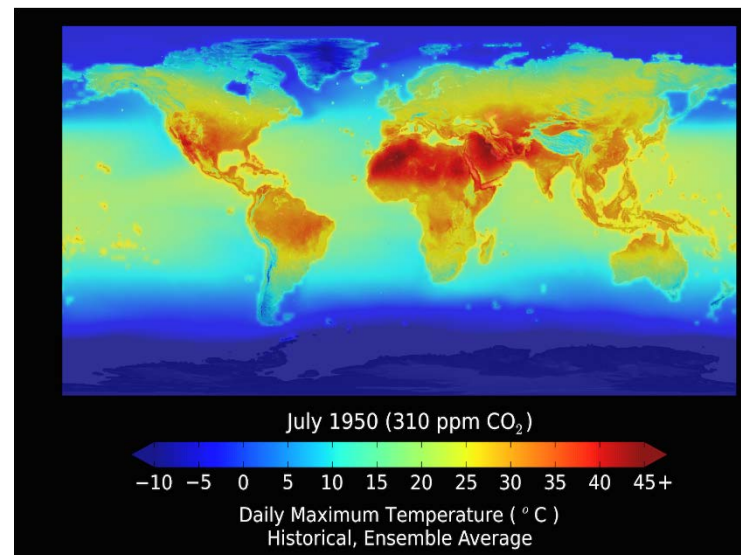 July 1950 (310 ppm CO₂)
−10 −5 0 5 10 15 20 25 30 35 40 45+
Daily Maximum Temperature ( ° C )
Historical, Ensemble Average